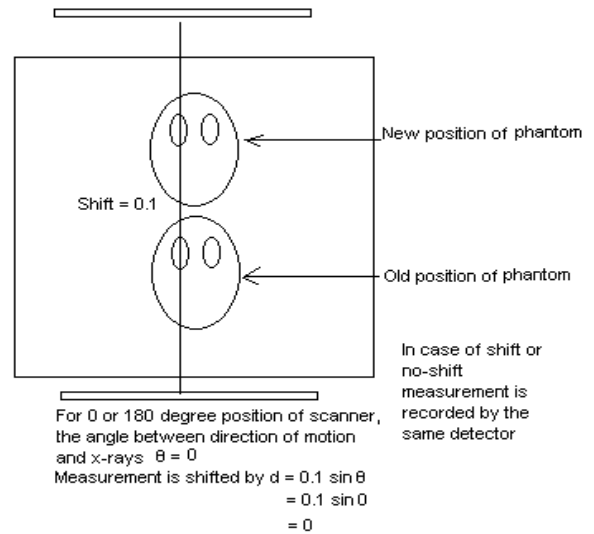 New position of phantom
Shift = 0.1
Old position of phantom
In case of shift or
no-shift
measurement is
recorded by the
same detector
For 0 or 180 degree position of scanner,
the angle between direction of motion
and x-rays θ = 0
Measurement is shifted by d = 0.1 sin θ
= 0.1 sin 0
= 0